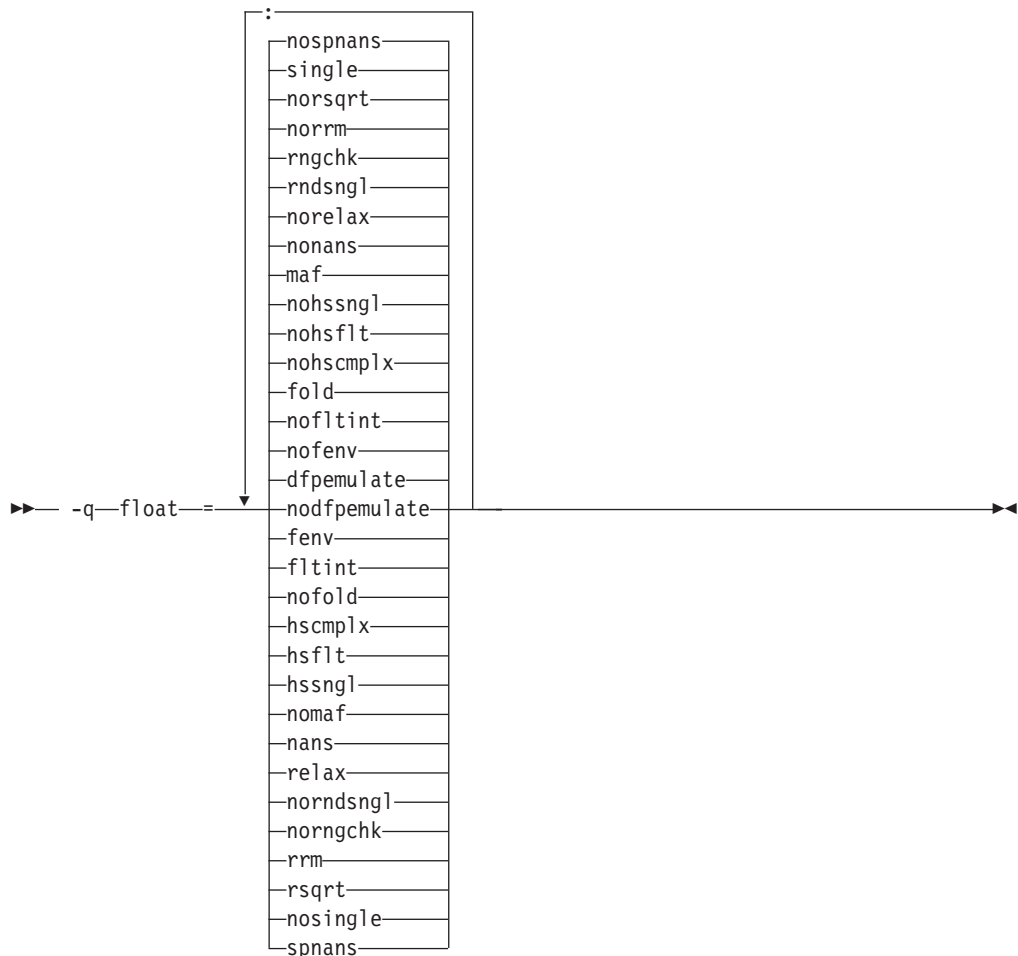 :
nospnans
single
norsqrt
norrm
rngchk
rndsngl
norelax
nonans
maf
nohssngl
nohsflt
nohscmplx
fold
nofltint
nofenv
dfpemulate
-q float = nodfpemulate
fenv
fltint
nofold
hscmplx
hsflt
hssngl
nomaf
nans
relax
norndsngl
norngchk
rrm
rsqrt
nosingle
spnans